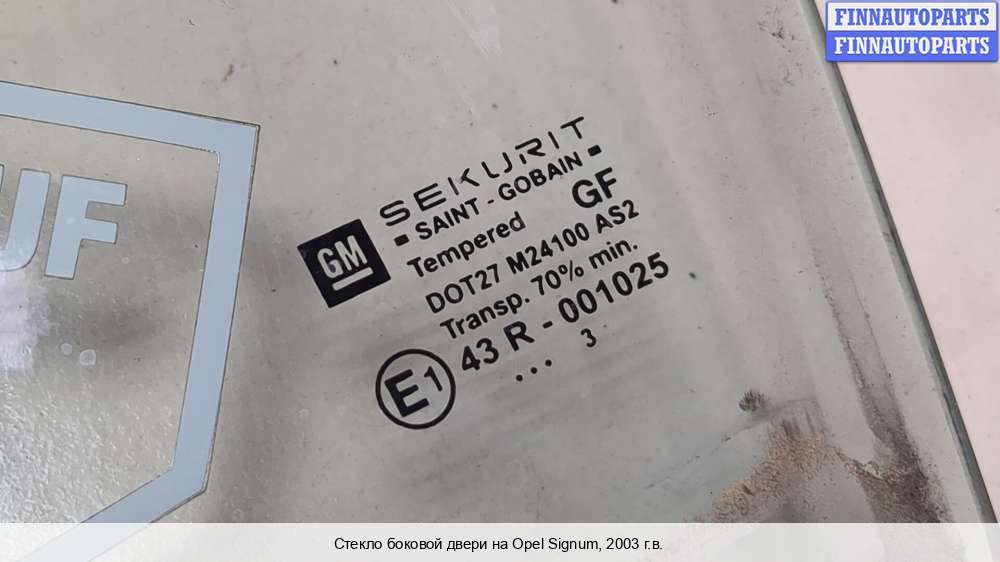 FINNAUTOPARTS
FINNAUTOPARTS
UF
GM
SEKURIT
SAINT - GOBAIN
Tempered GF
DOT27 M24100 AS2
Transp. 70% min.
E1 43 R - 001025
... 3
Стекло боковой двери на Opel Signum, 2003 г.в.